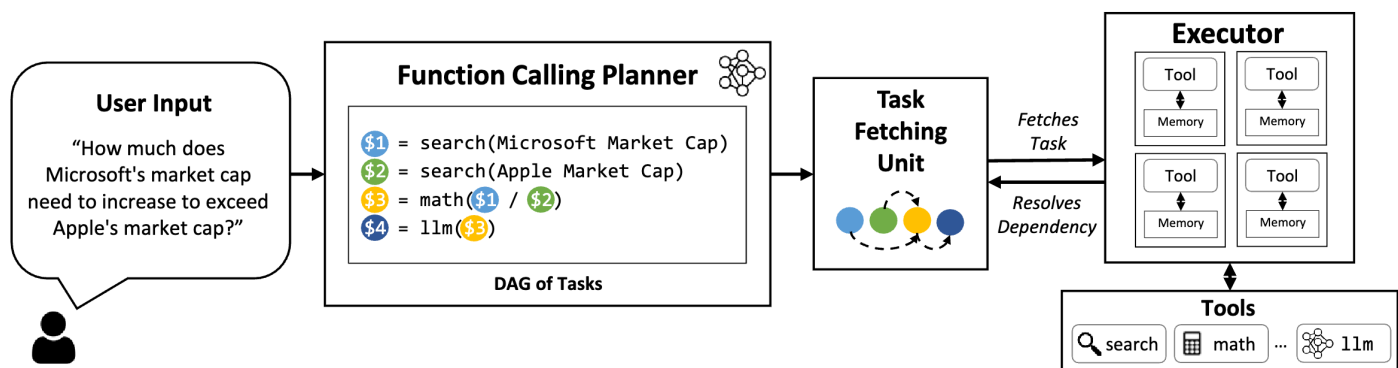 User Input
“How much does
Microsoft's market cap
need to increase to exceed
Apple's market cap?”
Function Calling Planner
$1 = search(Microsoft Market Cap)
$2 = search(Apple Market Cap)
$3 = math($1 / $2)
$4 = llm($3)
DAG of Tasks
Task
Fetching
Unit
Fetches
Task
Resolves
Dependency
Executor
Tool
Memory
Tool
Memory
Tool
Memory
Tool
Memory
Tools
search
math
...
llm